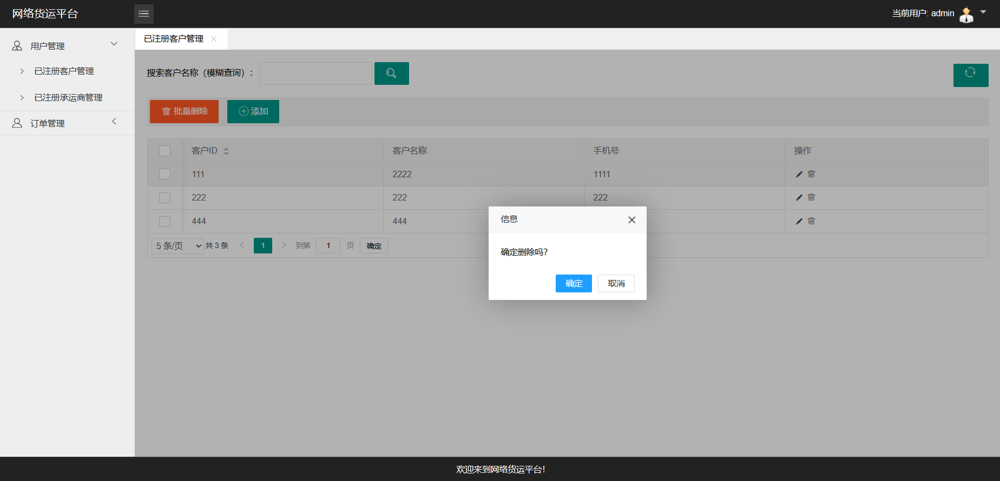 网络货运平台
当前用户: admin
用户管理
已注册客户管理
已注册承运商管理
订单管理
已注册客户管理
搜索客户名称（模糊查询）：
批量删除 添加
客户ID 客户名称 手机号 操作
111 2222 1111
222 222 222
444 444
5 条/页 共 3 条 1 到第 1 页 确定
信息
确定删除吗?
确定 取消
欢迎来到网络货运平台!